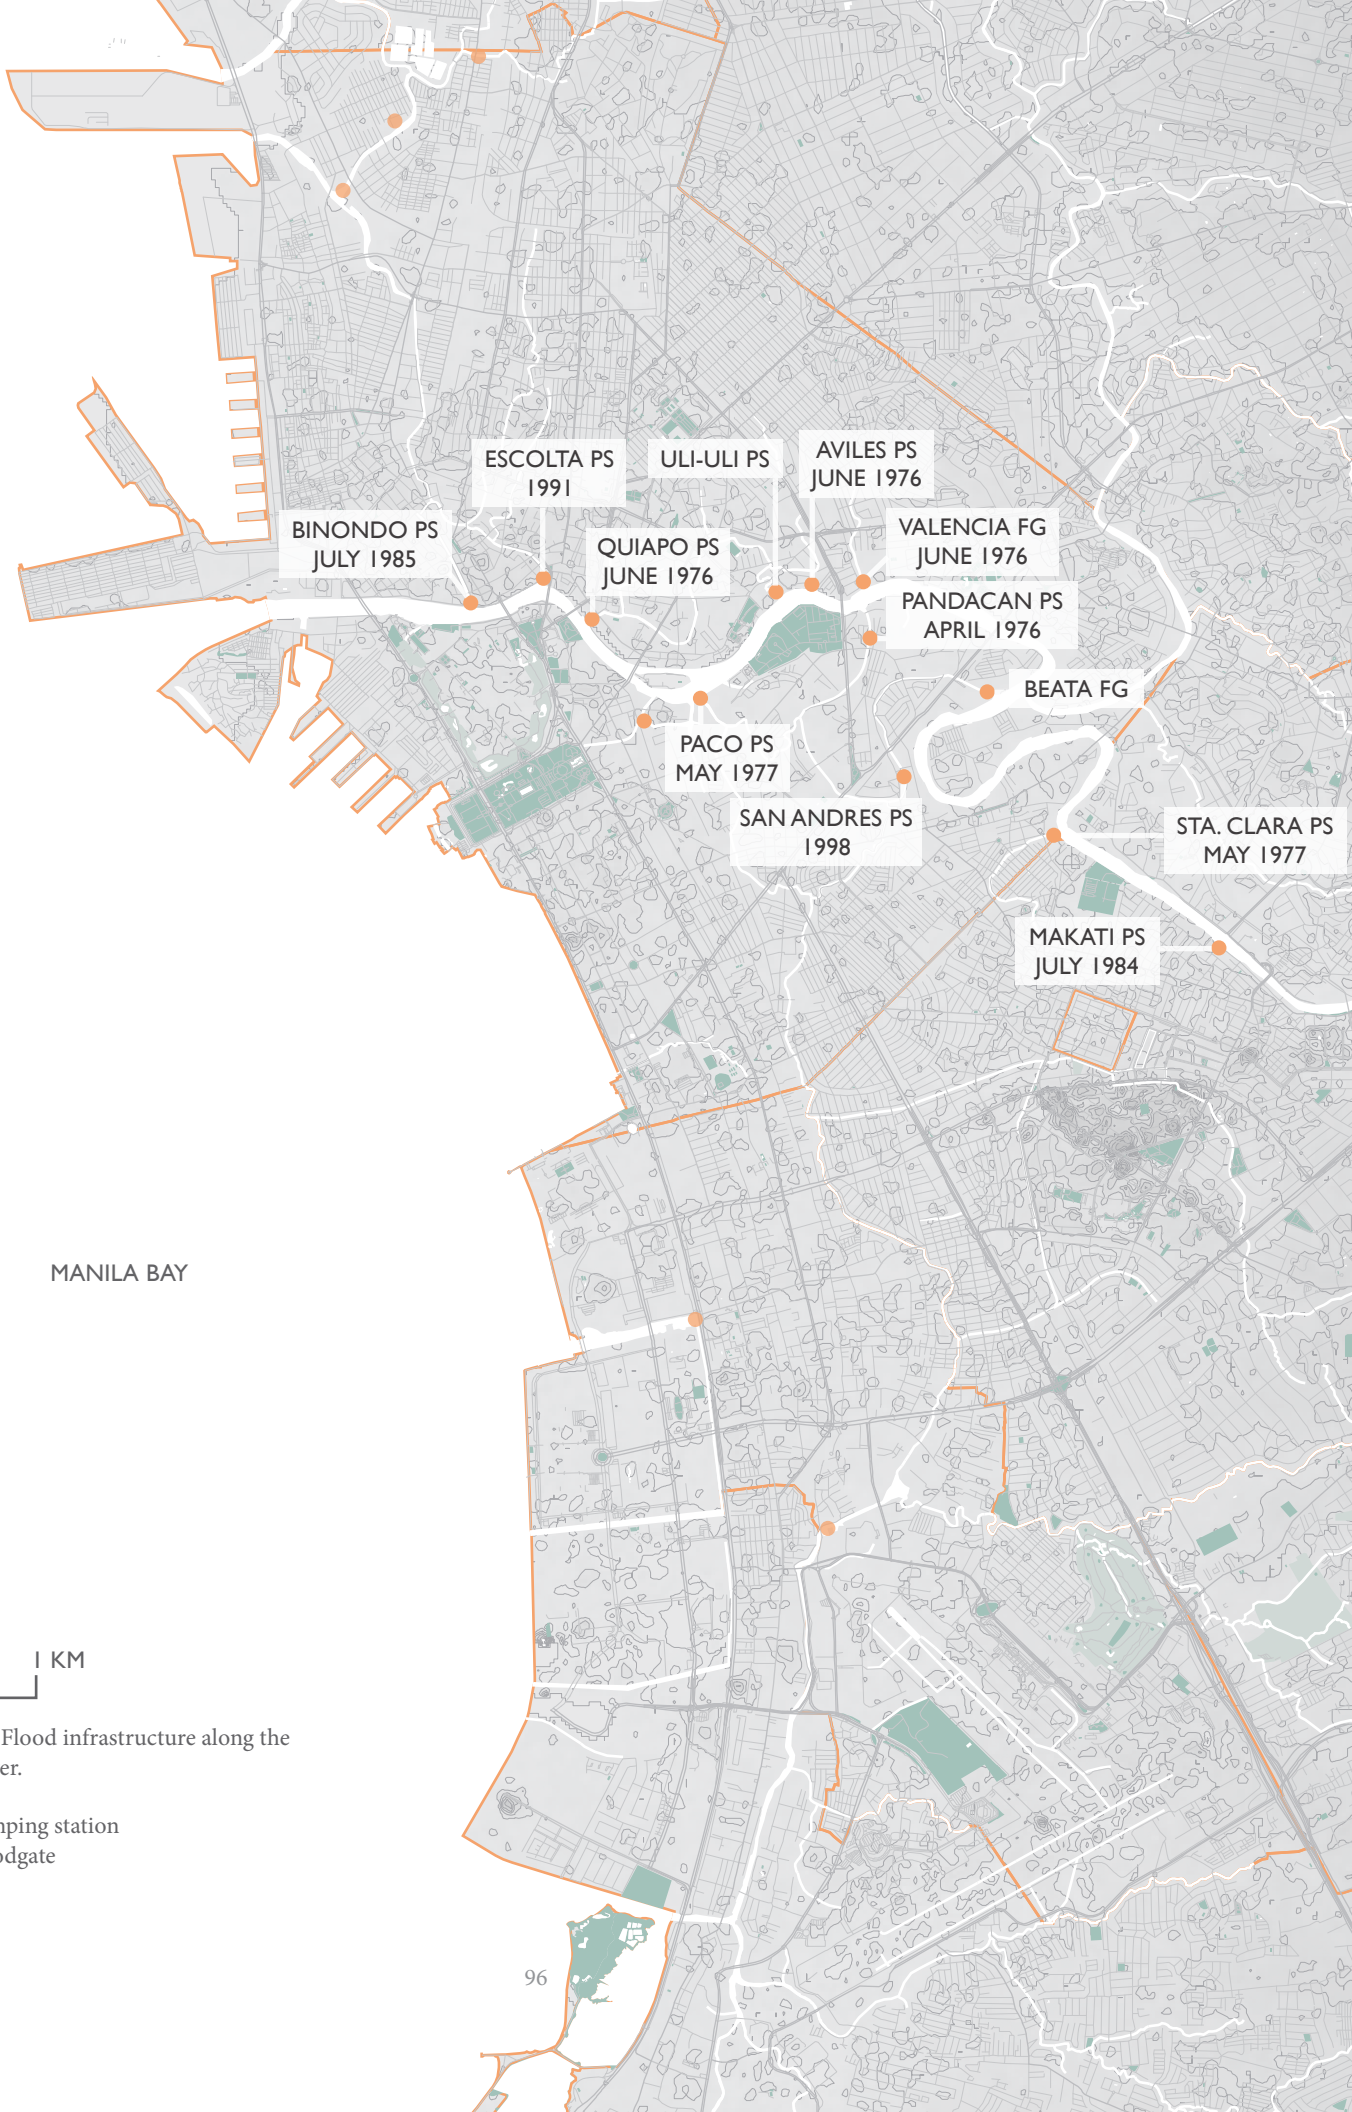 AVILES PS
JUNE 1976
ESCOLTA PS
1991
ULI-ULI PS
BINONDO PS
JULY 1985
QUIAPO PS
JUNE 1976
VALENCIA FG
JUNE 1976
PANDACAN PS
APRIL 1976
BEATA FG
PACO PS
MAY 1977
SAN ANDRES PS
1998
STA. CLARA PS
MAY 1977
MAKATI PS
JULY 1984
MANILA BAY
1 KM
Flood infrastructure along the
er.
nping station
odgate
96